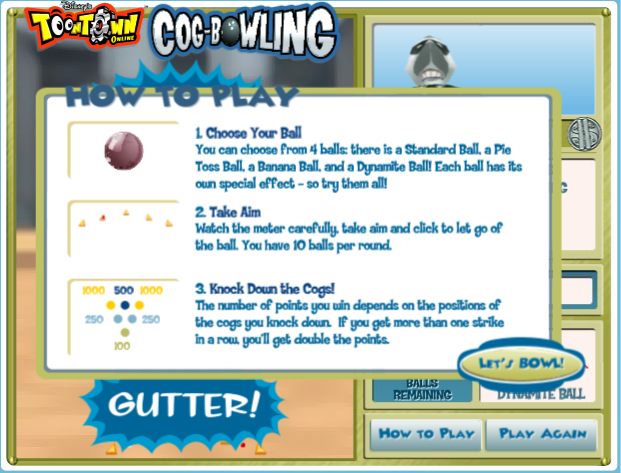 Disney's
TOONTOWN
ONLINE
COG-BOWLING
HOW TO PLAY
1. Choose Your Ball
You can choose from 4 balls: there is a Standard Ball, a Pie
Toss Ball, a Banana Ball, and a Dynamite Ball! Each ball has its
own special effect - so try them all!
2. Take Aim
Watch the meter carefully, take aim and click to let go of
the ball. You have 10 balls per round.
1000 500 1000
250 250
100
3. Knock Down the Cogs!
The number of points you win depends on the positions of
the cogs you knock down. If you get more than one strike
in a row, you'll get double the points.
LET'S BOWL!
BALLS
REMAINING
DYNAMITE BALL
GUTTER!
HOW TO PLAY
PLAY AGAIN